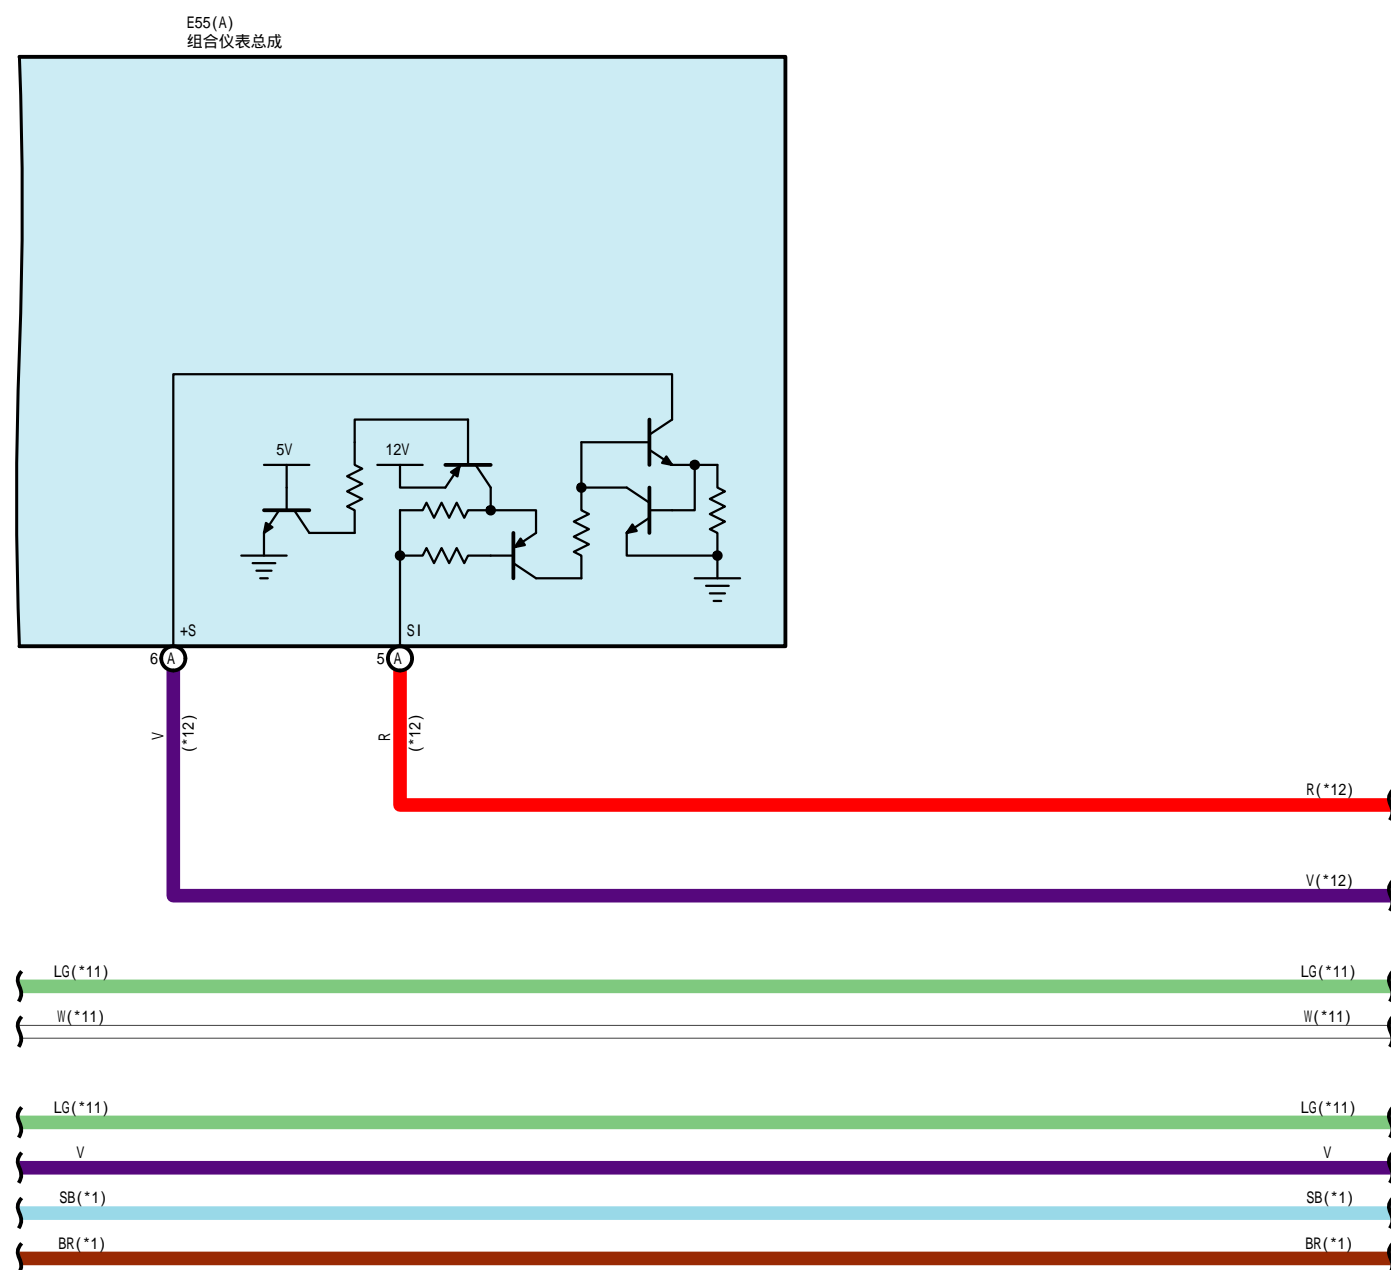 E55(A)
组合仪表总成
5V
12V
+S
SI
6
A
5
A
V
(*12)
R
(*12)
R(*12)
V(*12)
LG(*11)
LG(*11)
W(*11)
W(*11)
LG(*11)
LG(*11)
V
V
SB(*1)
SB(*1)
BR(*1)
BR(*1)